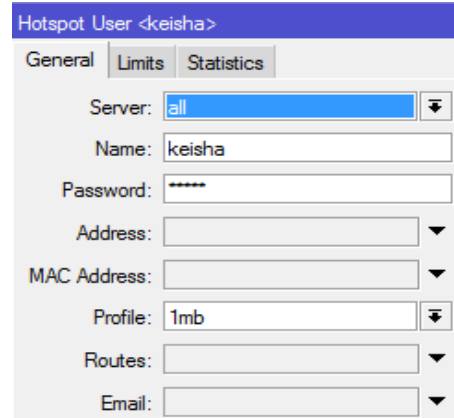 Hotspot User <keisha>
General Limits Statistics
Server: all
Name: keisha
Password: *****
Address:
MAC Address:
Profile: 1mb
Routes:
Email: